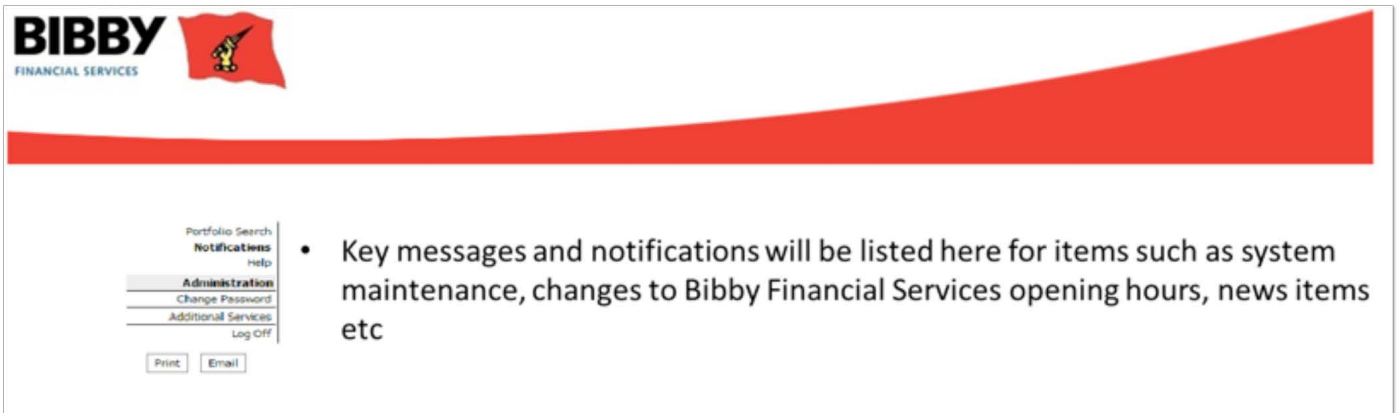 BIBBY
FINANCIAL SERVICES
Portfolio Search
Notifications
Help
Administration
Change Password
Additional Services
Log Off
Print Email
• Key messages and notifications will be listed here for items such as system
maintenance, changes to Bibby Financial Services opening hours, news items
etc